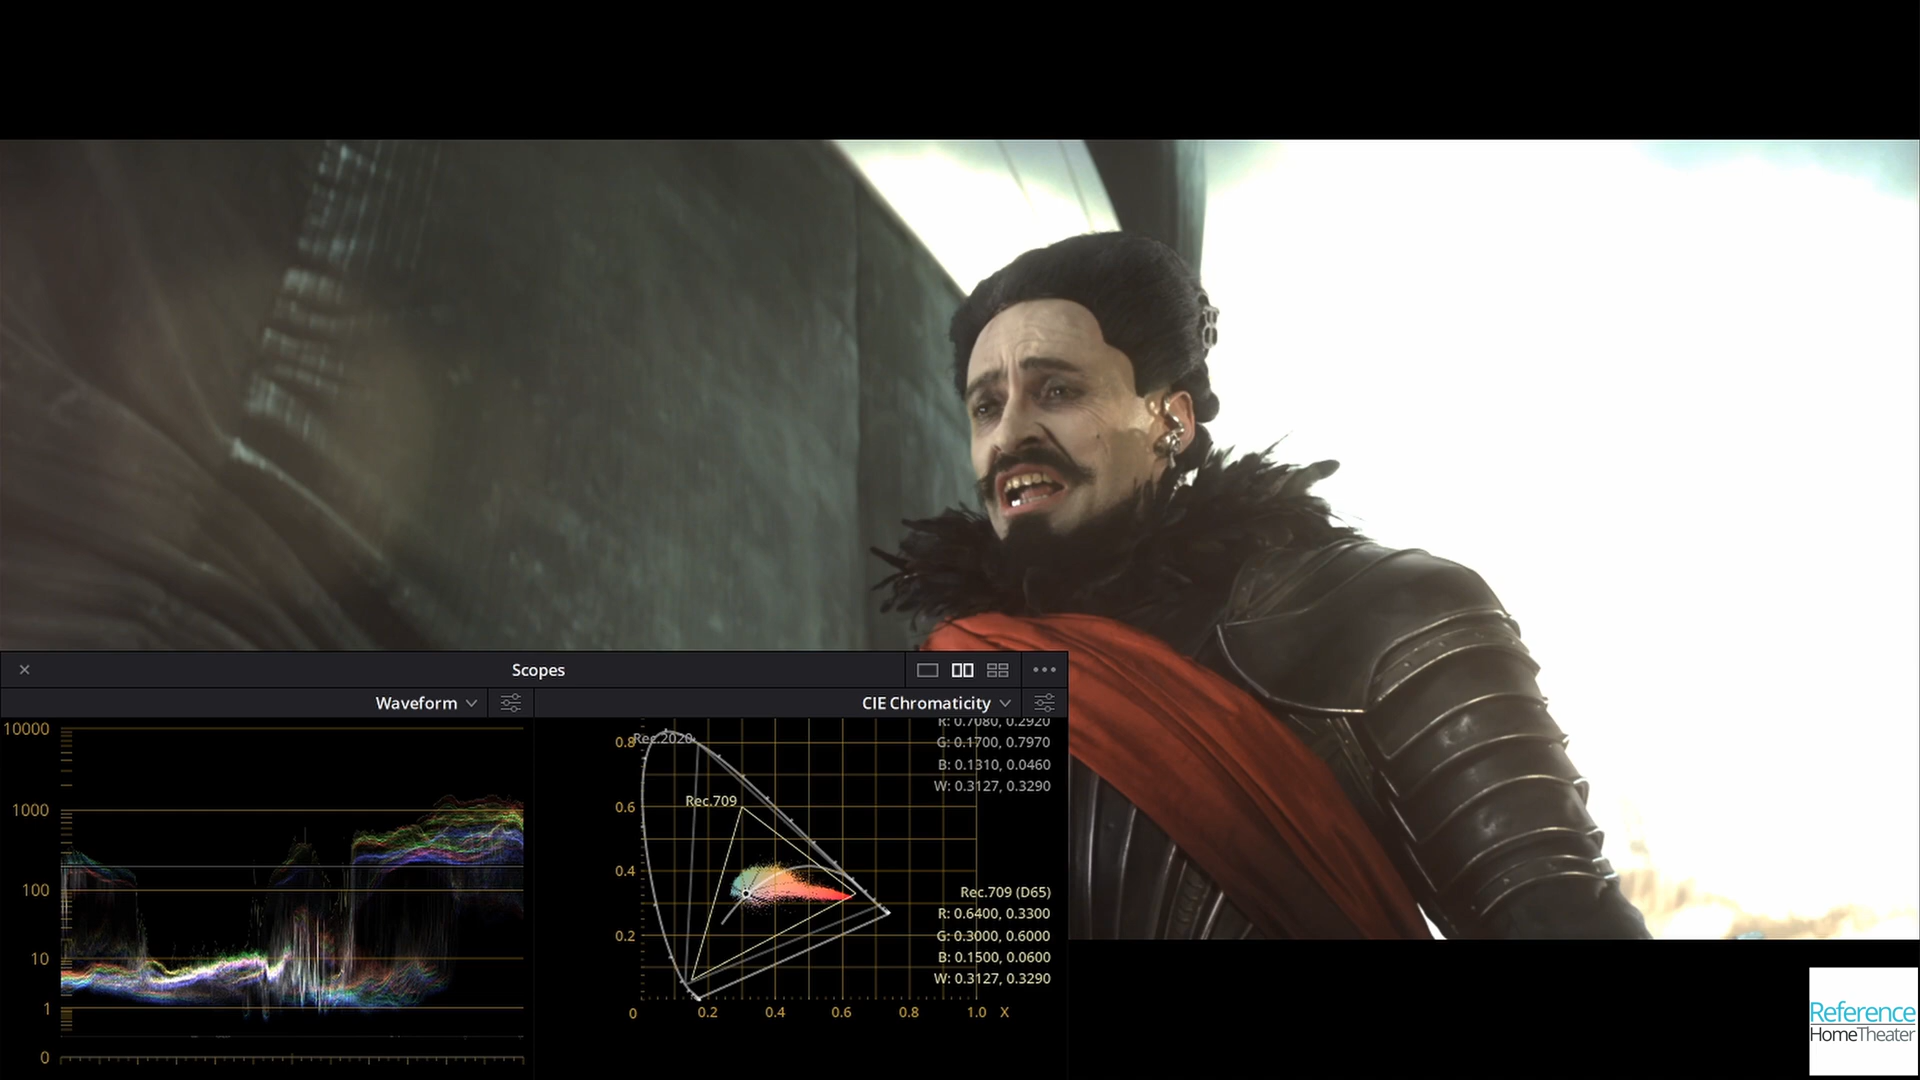 Scopes
Waveform
CIE Chromaticity
10000
1000
100
10
1
0
0.8
0.6
0.4
0.2
0
0.2
0.4
0.6
0.8
1.0
X
Rec.2020
Rec.709
R: 0.7080, 0.2920
G: 0.1700, 0.7970
B: 0.1310, 0.0460
W: 0.3127, 0.3290
Rec.709 (D65)
R: 0.6400, 0.3300
G: 0.3000, 0.6000
B: 0.1500, 0.0600
W: 0.3127, 0.3290
Reference
HomeTheater